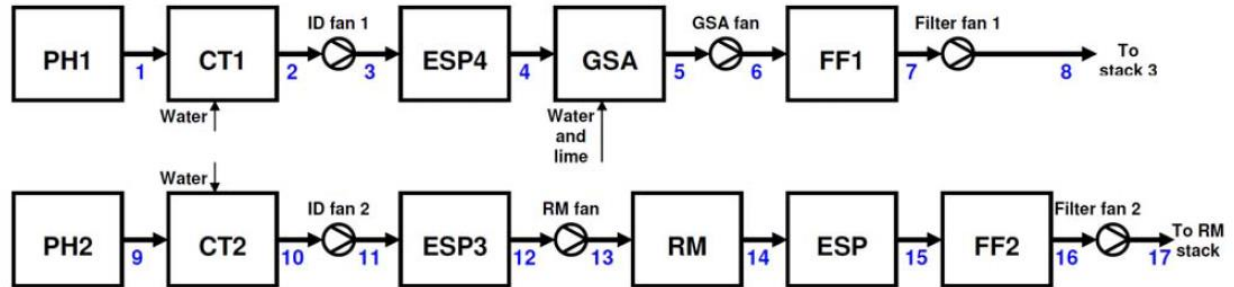 ID fan 1
GSA fan
Filter fan 1
PH1
CT1
ESP4
GSA
FF1
To
stack 3
1
2
3
4
5
6
7
8
Water
Water
and
lime
Water
ID fan 2
RM fan
Filter fan 2
PH2
CT2
ESP3
RM
ESP
FF2
To RM
stack
9
10
11
12
13
14
15
16
17